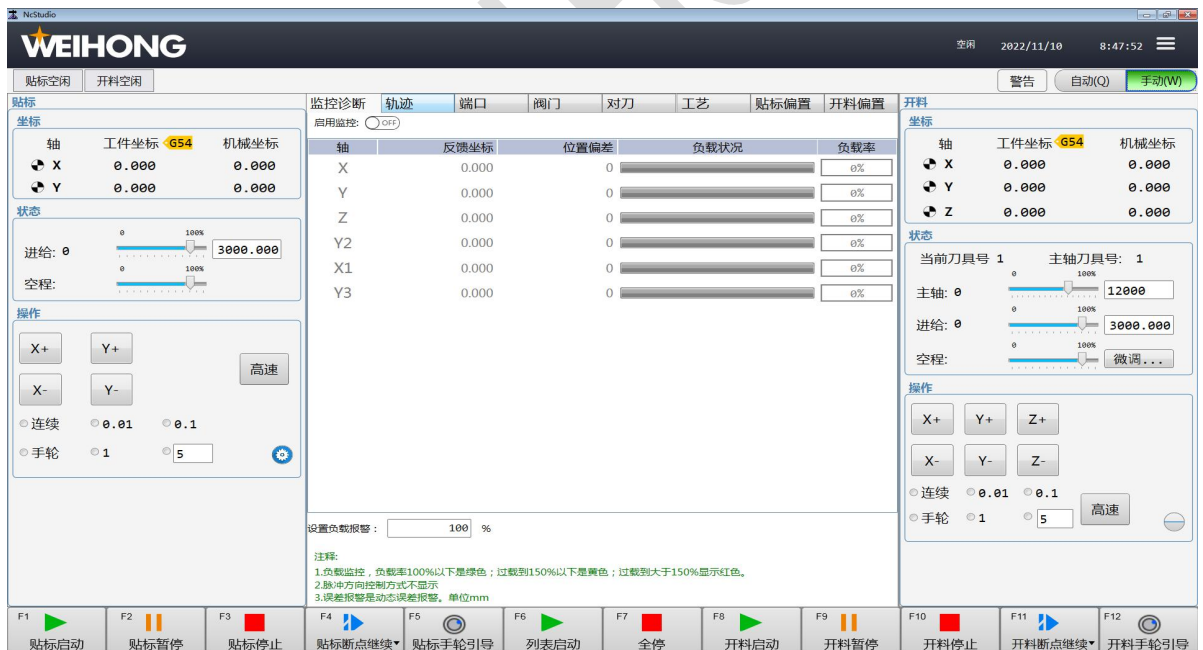 NcStudio
WEIHONG
空闲 2022/11/10 8:47:52
贴标空闲 开料空闲 警告 自动(Q) 手动(W)
贴标
坐标
轴 工件坐标 G54 机械坐标
X 0.000 0.000
Y 0.000 0.000
状态
0 100%
进给: 0 3000.000
0 100%
空程:
操作
X+ Y+
高速
X- Y-
连续 0.01 0.1
手轮 1 5
监控诊断 轨迹 端口 阀门 对刀 工艺 贴标偏置 开料偏置
启用监控: OFF
轴 反馈坐标 位置偏差 负载状况 负载率
X 0.000 0 0%
Y 0.000 0 0%
Z 0.000 0 0%
Y2 0.000 0 0%
X1 0.000 0 0%
Y3 0.000 0 0%
设置负载报警： 100 %
注释:
1.负载监控，负载率100%以下是绿色；过载到150%以下是黄色；过载到大于150%显示红色。
2.脉冲方向控制方式不显示
3.误差报警是动态误差报警。单位mm
开料
坐标
轴 工件坐标 G54 机械坐标
X 0.000 0.000
Y 0.000 0.000
Z 0.000 0.000
状态
当前刀具号 1 主轴刀具号: 1
0 100%
主轴: 0 12000
0 100%
进给: 0 3000.000
0 100%
空程: 微调...
操作
X+ Y+ Z+
X- Y- Z-
连续 0.01 0.1
高速
手轮 1 5
F1 贴标启动
F2 贴标暂停
F3 贴标停止
F4 贴标断点继续
F5 贴标手轮引导
F6 列表启动
F7 全停
F8 开料启动
F9 开料暂停
F10 开料停止
F11 开料断点继续
F12 开料手轮引导